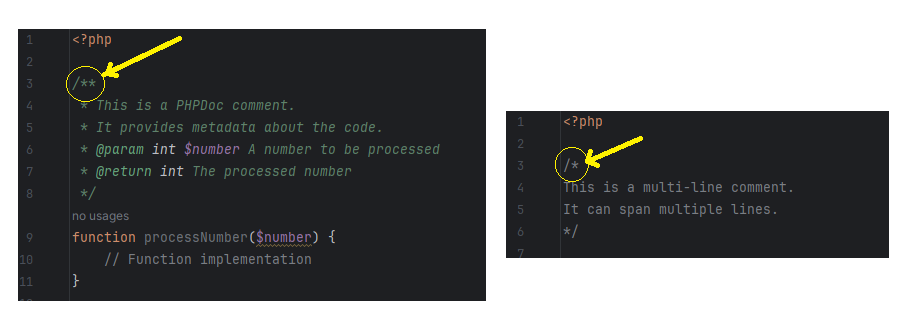 1 <?php
2
3 /**
4 * This is a PHPDoc comment.
5 * It provides metadata about the code.
6 * @param int $number A number to be processed
7 * @return int The processed number
8 */
no usages
9 function processNumber($number) {
10 // Function implementation
11 }
1 <?php
2
3 /*
4 This is a multi-line comment.
5 It can span multiple lines.
6 */
7